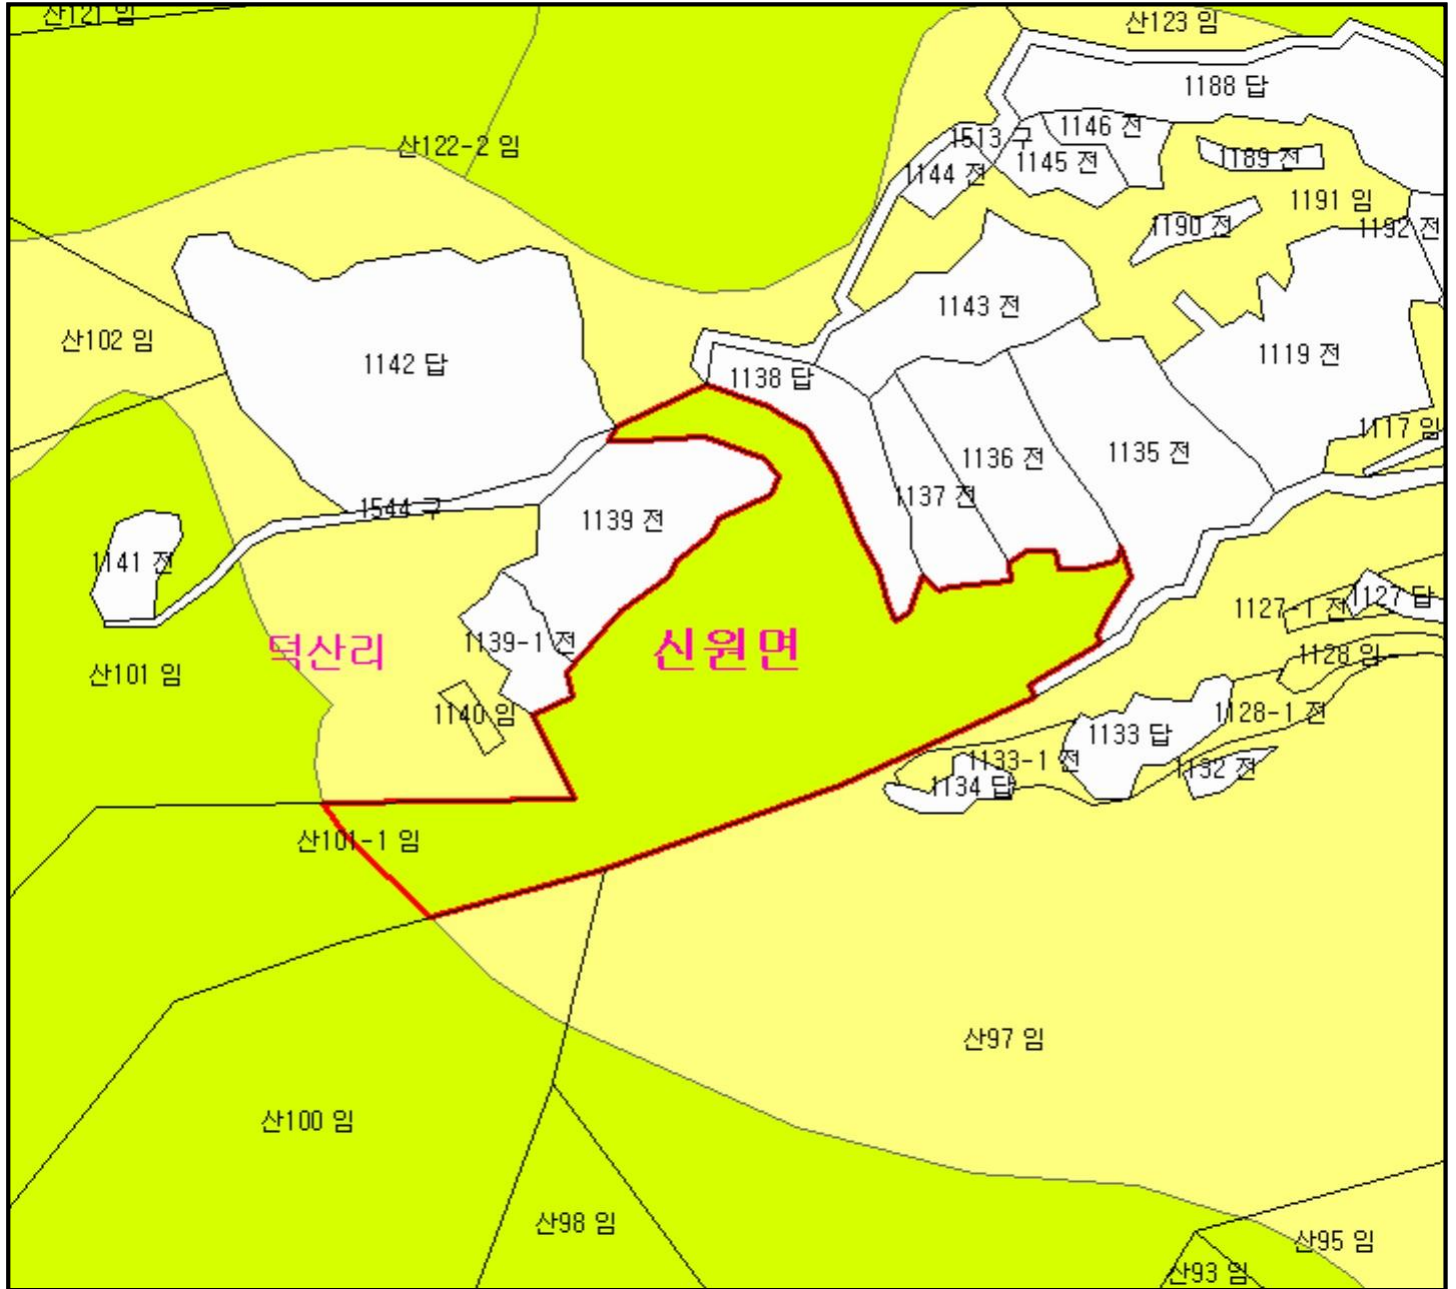 산121 임
산123 임
1188 답
산122-2 임
1513 구
1146 전
1144 전
1145 전
1189 전
1191 임
1190 전
1192 전
1143 전
산102 임
1142 답
1138 답
1119 전
1117 임
1136 전
1135 전
1137 전
1544 구
1139 전
1141 전
1127-1 전
1127 답
1139-1 전
덕산리
신원면
1128 임
산101 임
1140 임
1128-1 전
1133 답
1133-1 전
1132 전
1134 답
산101-1 임
산97 임
산100 임
산98 임
산95 임
산93 임